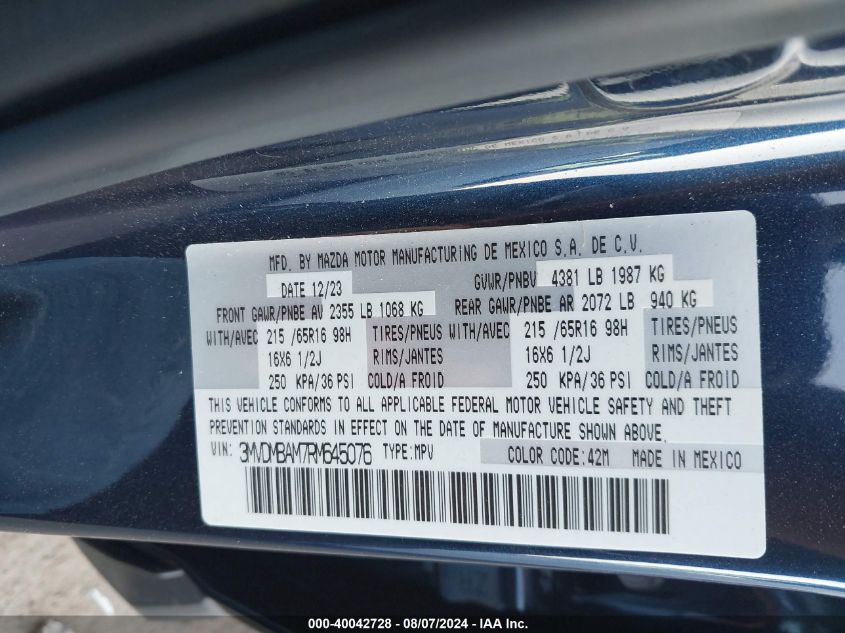 MFD. BY MAZDA MOTOR MANUFACTURING DE MEXICO S.A. DE C.V.
DATE 12/23 GVWR/PNBV 4381 LB 1987 KG
FRONT GAWR/PNBE AV 2355 LB 1068 KG REAR GAWR/PNBE AR 2072 LB 940 KG
WITH/AVEC 215 /65R16 98H TIRES/PNEUS WITH/AVEC 215 /65R16 98H TIRES/PNEUS
16X6 1/2J RIMS/JANTES 16X6 1/2J RIMS/JANTES
250 KPA/36 PSI COLD/A FROID 250 KPA/36 PSI COLD/A FROID
THIS VEHICLE CONFORMS TO ALL APPLICABLE FEDERAL MOTOR VEHICLE SAFETY AND THEFT
PREVENTION STANDARDS IN EFFECT ON THE DATE OF MANUFACTURE SHOWN ABOVE.
VIN: 3MVDMBAM7RM645076 TYPE:MPV COLOR CODE:42M MADE IN MEXICO
000-40042728 - 08/07/2024 - IAA Inc.